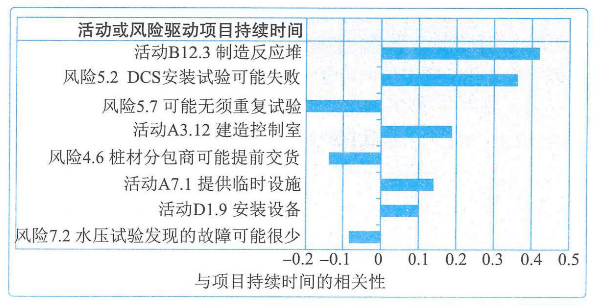 活动或风险驱动项目持续时间
活动B12.3 制造反应堆
风险5.2 DCS安装试验可能失败
风险5.7 可能无须重复试验
活动A3.12 建造控制室
风险4.6 桩材分包商可能提前交货
活动A7.1 提供临时设施
活动D1.9 安装设备
风险7.2 水压试验发现的故障可能很少
-0.2 -0.1 0 0.1 0.2 0.3 0.4 0.5
与项目持续时间的相关性